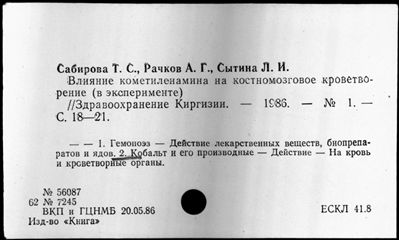 Сабирова Т. С., Рачков А. Г., Сытина Л. И.
Влияние кометиленамина на костномозговое кроветво-
рение (в эксперименте)
//Здравоохранение Киргизии. — 1986. — № 1. —
С. 18—21.
— — 1. Гемопоэз — Действие лекарственных веществ, биопрепа-
ратов и ядов. 2. Кобальт и его производные — Действие — На кровь
и кроветворные органы.
№ 56087
62 № 7245
ВКП и ГЦНМБ 20.05.86
ЕСКЛ 41.8
Изд-во «Книга»